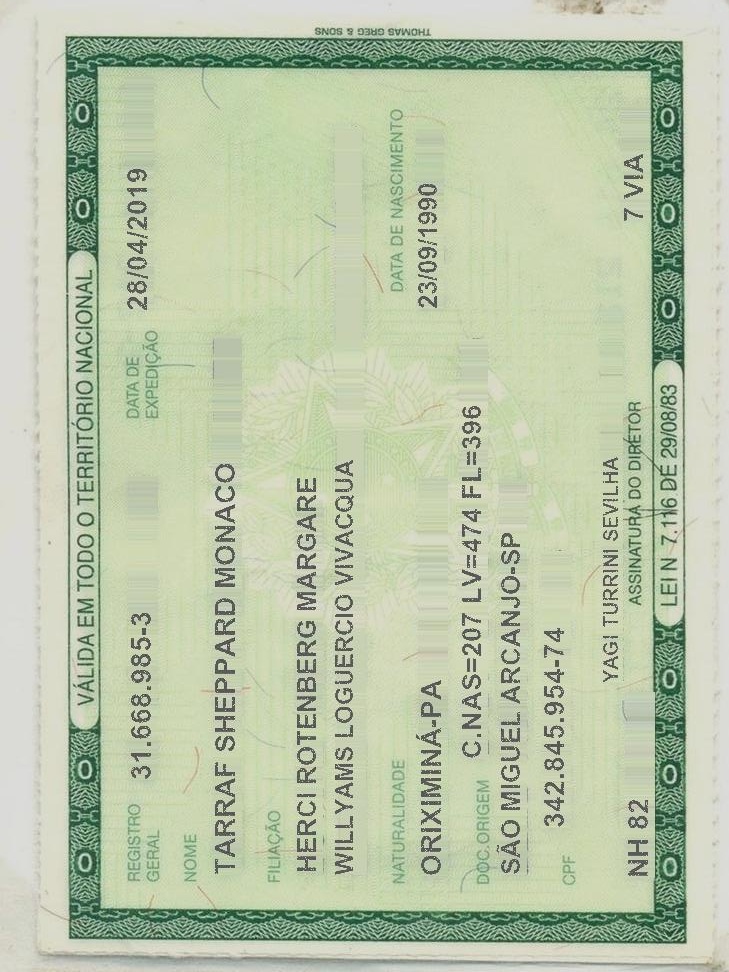 THOMAS GREG & SONS
VÁLIDA EM TODO O TERRITÓRIO NACIONAL
REGISTRO GERAL 31.668.985-3 DATA DE EXPEDIÇÃO 28/04/2019
NOME
TARRAF SHEPPARD MONACO
FILIAÇÃO
HERCI ROTENBERG MARGARE
WILLYAMS LOGUERCIO VIVACQUA
NATURALIDADE DATA DE NASCIMENTO
ORIXIMINÁ-PA 23/09/1990
DOC.ORIGEM C.NAS=207 LV=474 FL=396
SÃO MIGUEL ARCANJO-SP
CPF 342.845.954-74
YAGI TURRINI SEVILHA
NH 82 ASSINATURA DO DIRETOR 7 VIA
LEI N 7.116 DE 29/08/83